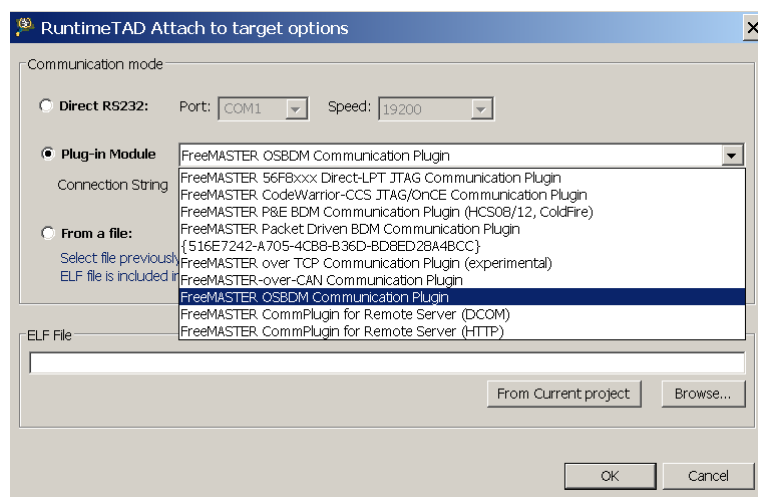 RuntimeTAD Attach to target options
Communication mode
Direct RS232: Port: COM1 Speed: 19200
Plug-in Module FreeMASTER OSBDM Communication Plugin
Connection String FreeMASTER 56F8xxx Direct-LPT JTAG Communication Plugin
FreeMASTER CodeWarrior-CCS JTAG/OnCE Communication Plugin
FreeMASTER P&E BDM Communication Plugin (HCS08/12, ColdFire)
From a file: FreeMASTER Packet Driven BDM Communication Plugin
{516E7242-A705-4CB8-B36D-BD8ED28A4BCC}
Select file previously FreeMASTER over TCP Communication Plugin (experimental)
ELF file is included in FreeMASTER-over-CAN Communication Plugin
FreeMASTER OSBDM Communication Plugin
FreeMASTER CommPlugin for Remote Server (DCOM)
FreeMASTER CommPlugin for Remote Server (HTTP)
ELF File
From Current project Browse...
OK Cancel